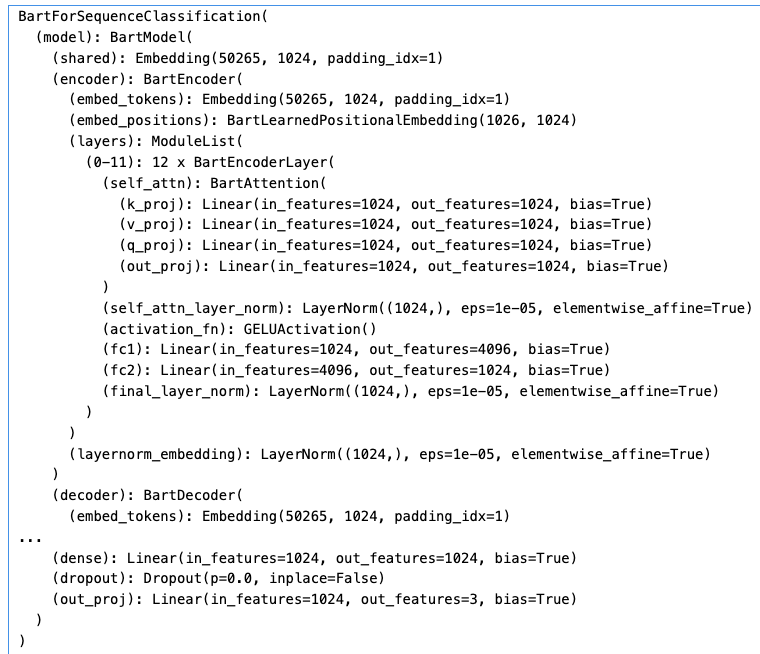 BartForSequenceClassification(
  (model): BartModel(
    (shared): Embedding(50265, 1024, padding_idx=1)
    (encoder): BartEncoder(
      (embed_tokens): Embedding(50265, 1024, padding_idx=1)
      (embed_positions): BartLearnedPositionalEmbedding(1026, 1024)
      (layers): ModuleList(
        (0-11): 12 x BartEncoderLayer(
          (self_attn): BartAttention(
            (k_proj): Linear(in_features=1024, out_features=1024, bias=True)
            (v_proj): Linear(in_features=1024, out_features=1024, bias=True)
            (q_proj): Linear(in_features=1024, out_features=1024, bias=True)
            (out_proj): Linear(in_features=1024, out_features=1024, bias=True)
          )
          (self_attn_layer_norm): LayerNorm((1024,), eps=1e-05, elementwise_affine=True)
          (activation_fn): GELUActivation()
          (fc1): Linear(in_features=1024, out_features=4096, bias=True)
          (fc2): Linear(in_features=4096, out_features=1024, bias=True)
          (final_layer_norm): LayerNorm((1024,), eps=1e-05, elementwise_affine=True)
        )
      )
      (layernorm_embedding): LayerNorm((1024,), eps=1e-05, elementwise_affine=True)
    )
    (decoder): BartDecoder(
      (embed_tokens): Embedding(50265, 1024, padding_idx=1)
...
    (dense): Linear(in_features=1024, out_features=1024, bias=True)
    (dropout): Dropout(p=0.0, inplace=False)
    (out_proj): Linear(in_features=1024, out_features=3, bias=True)
  )
)